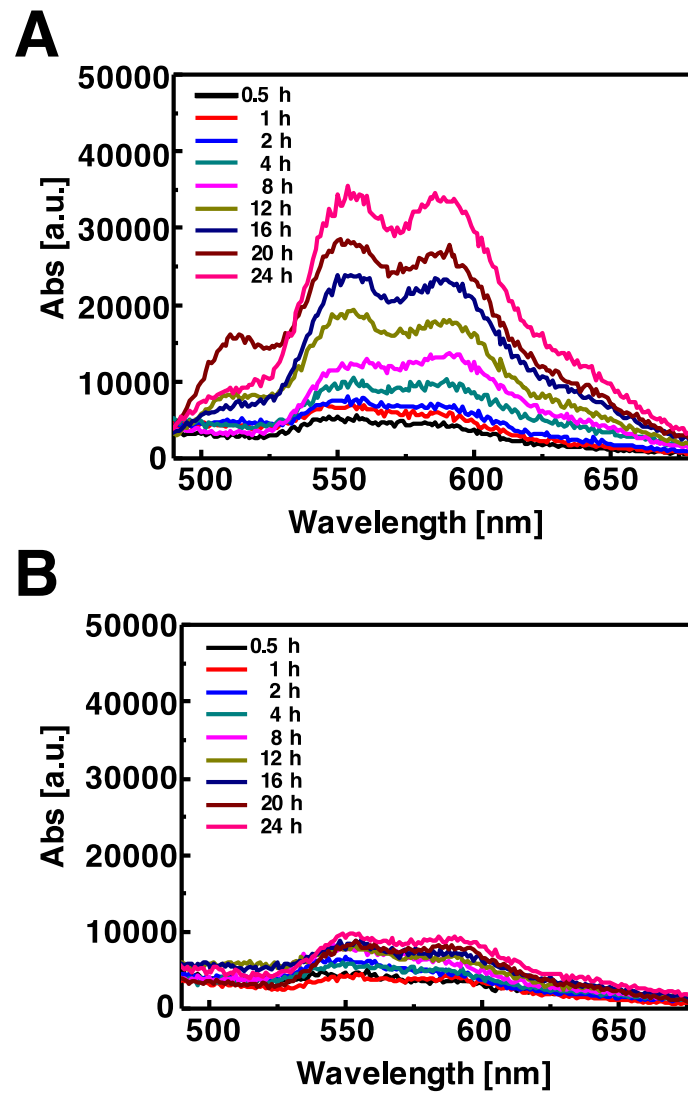 A
50000
40000
30000
20000
10000
0
Abs [a.u.]
0.5 h
1 h
2 h
4 h
8 h
12 h
16 h
20 h
24 h
500 550 600 650
Wavelength [nm]
B
50000
40000
30000
20000
10000
0
Abs [a.u.]
0.5 h
1 h
2 h
4 h
8 h
12 h
16 h
20 h
24 h
500 550 600 650
Wavelength [nm]